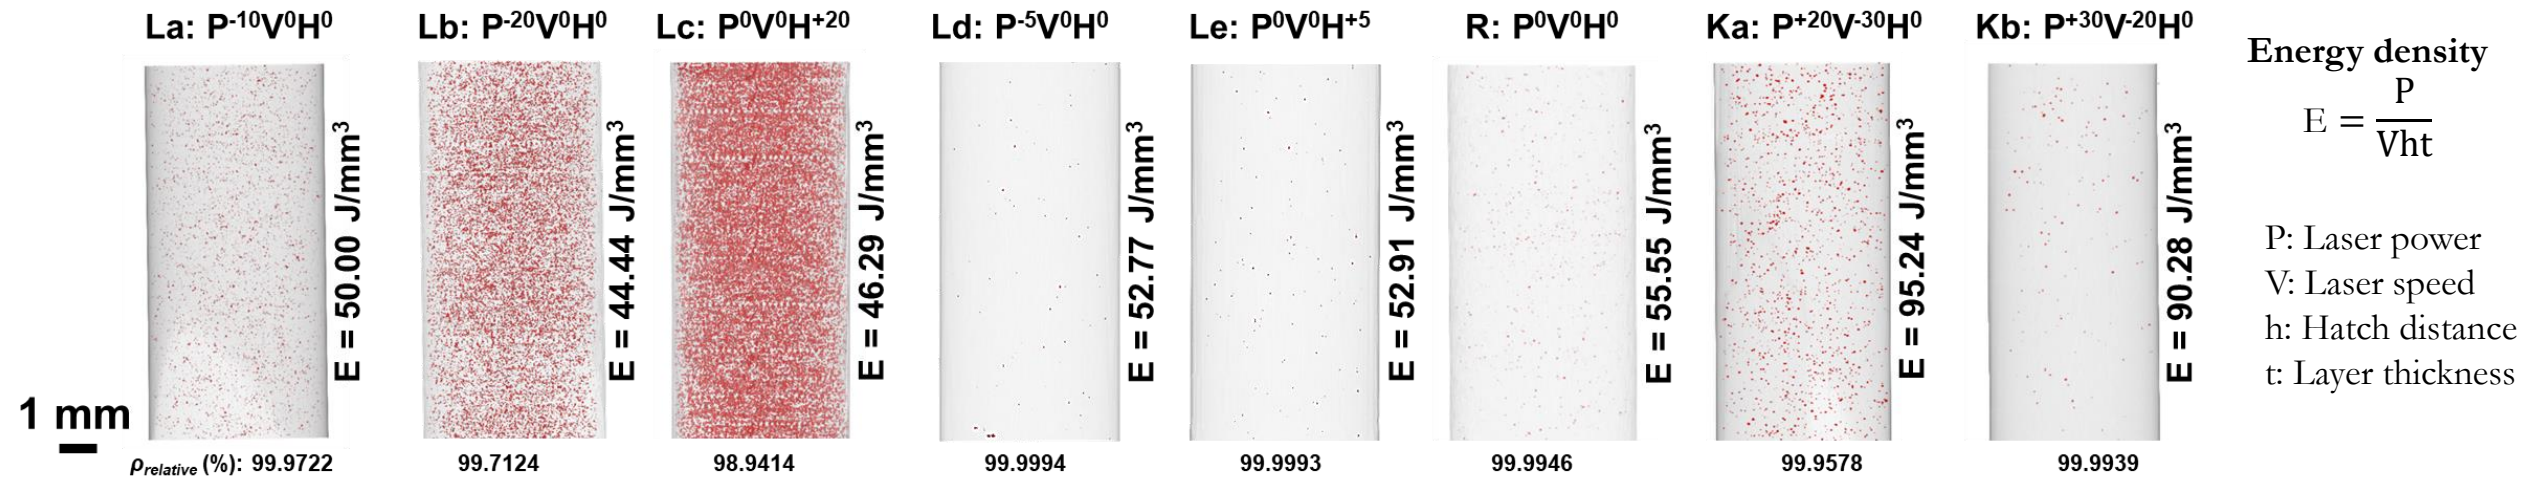 La: P⁻¹⁰V⁰H⁰
Lb: P⁻²⁰V⁰H⁰
Lc: P⁰V⁰H⁺²⁰
Ld: P⁻⁵V⁰H⁰
Le: P⁰V⁰H⁺⁵
R: P⁰V⁰H⁰
Ka: P⁺²⁰V⁻³⁰H⁰
Kb: P⁺³⁰V⁻²⁰H⁰
E = 50.00 J/mm³
E = 44.44 J/mm³
E = 46.29 J/mm³
E = 52.77 J/mm³
E = 52.91 J/mm³
E = 55.55 J/mm³
E = 95.24 J/mm³
E = 90.28 J/mm³
1 mm
ρrelative (%): 99.9722
99.7124
98.9414
99.9994
99.9993
99.9946
99.9578
99.9939
Energy density
E = P/Vht
P: Laser power
V: Laser speed
h: Hatch distance
t: Layer thickness